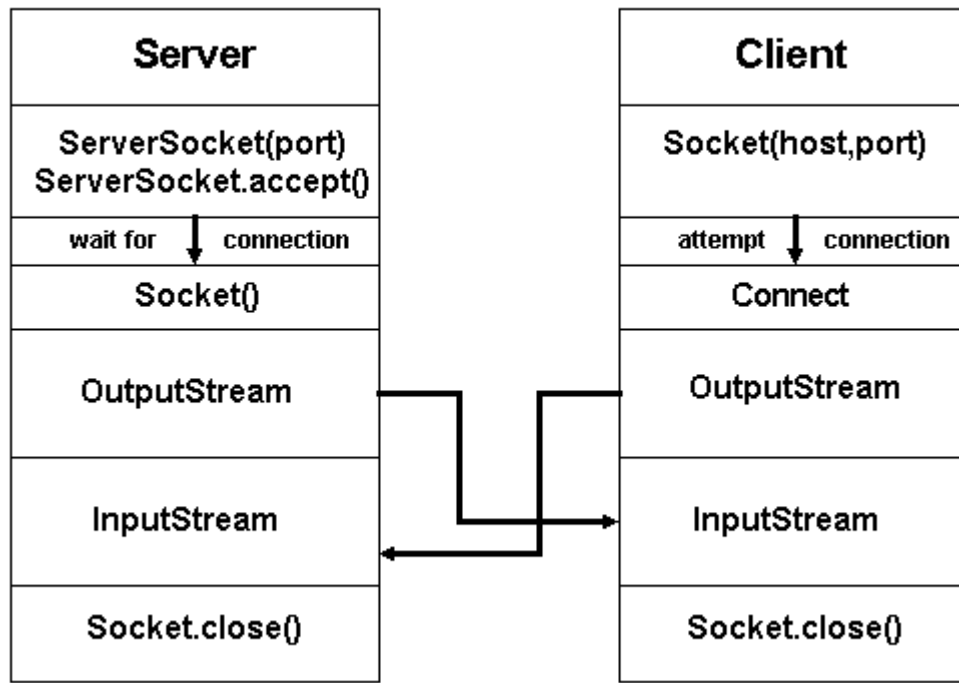 Server
ServerSocket(port)
ServerSocket.accept()
wait for connection
Socket()
OutputStream
InputStream
Socket.close()
Client
Socket(host,port)
attempt connection
Connect
OutputStream
InputStream
Socket.close()